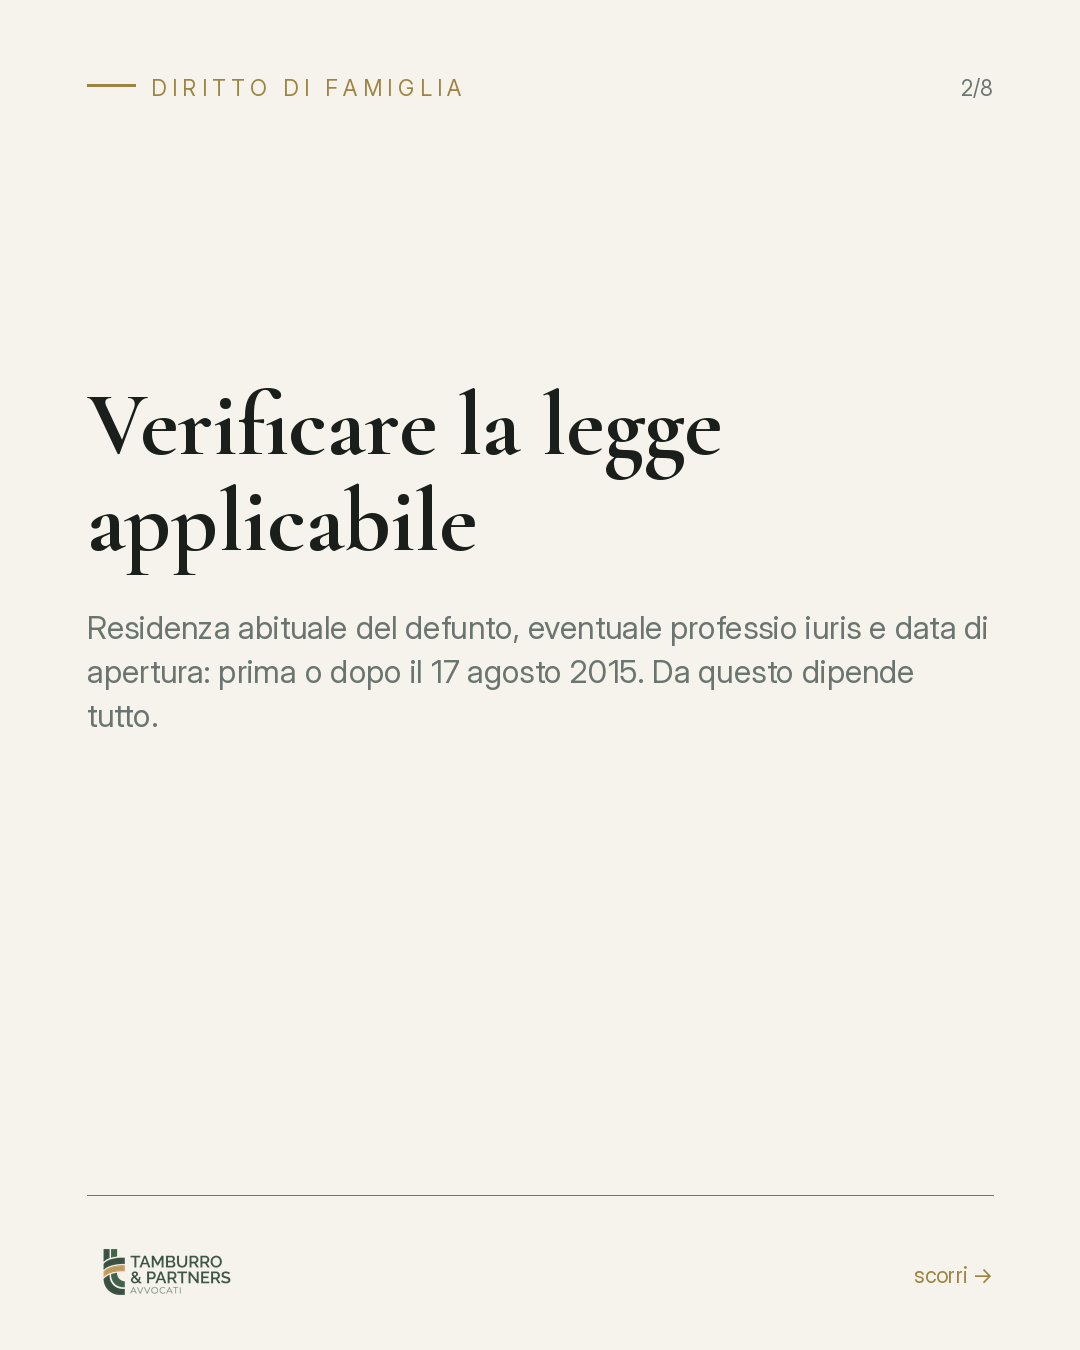 DIRITTO DI FAMIGLIA
2/8
Verificare la legge
applicabile
Residenza abituale del defunto, eventuale professio iuris e data di
apertura: prima o dopo il 17 agosto 2015. Da questo dipende
tutto.
TAMBURRO
& PARTNERS
AVVOCATI
scorri →